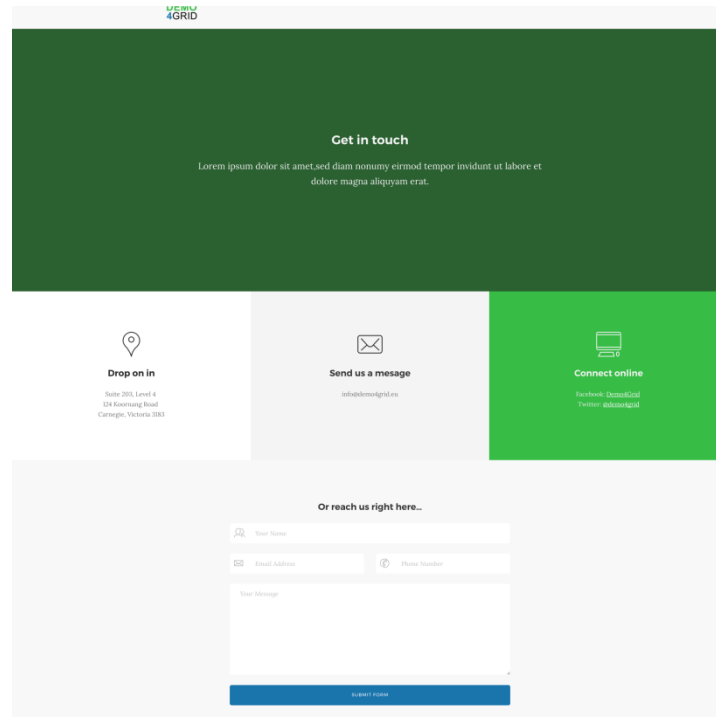 DEMO
4GRID
Get in touch
Lorem ipsum dolor sit amet,sed diam nonumy eirmod tempor invidunt ut labore et
dolore magna aliquyam erat.
Drop on in
Suite 203, Level 4
124 Koornang Road
Carnegie, Victoria 3163
Send us a mesage
info@demo4grid.eu
Connect online
Facebook: Demo4Grid
Twitter: @demo4grid
Or reach us right here...
Your Name
Email Address
Phone Number
Your Message
SUBMIT FORM